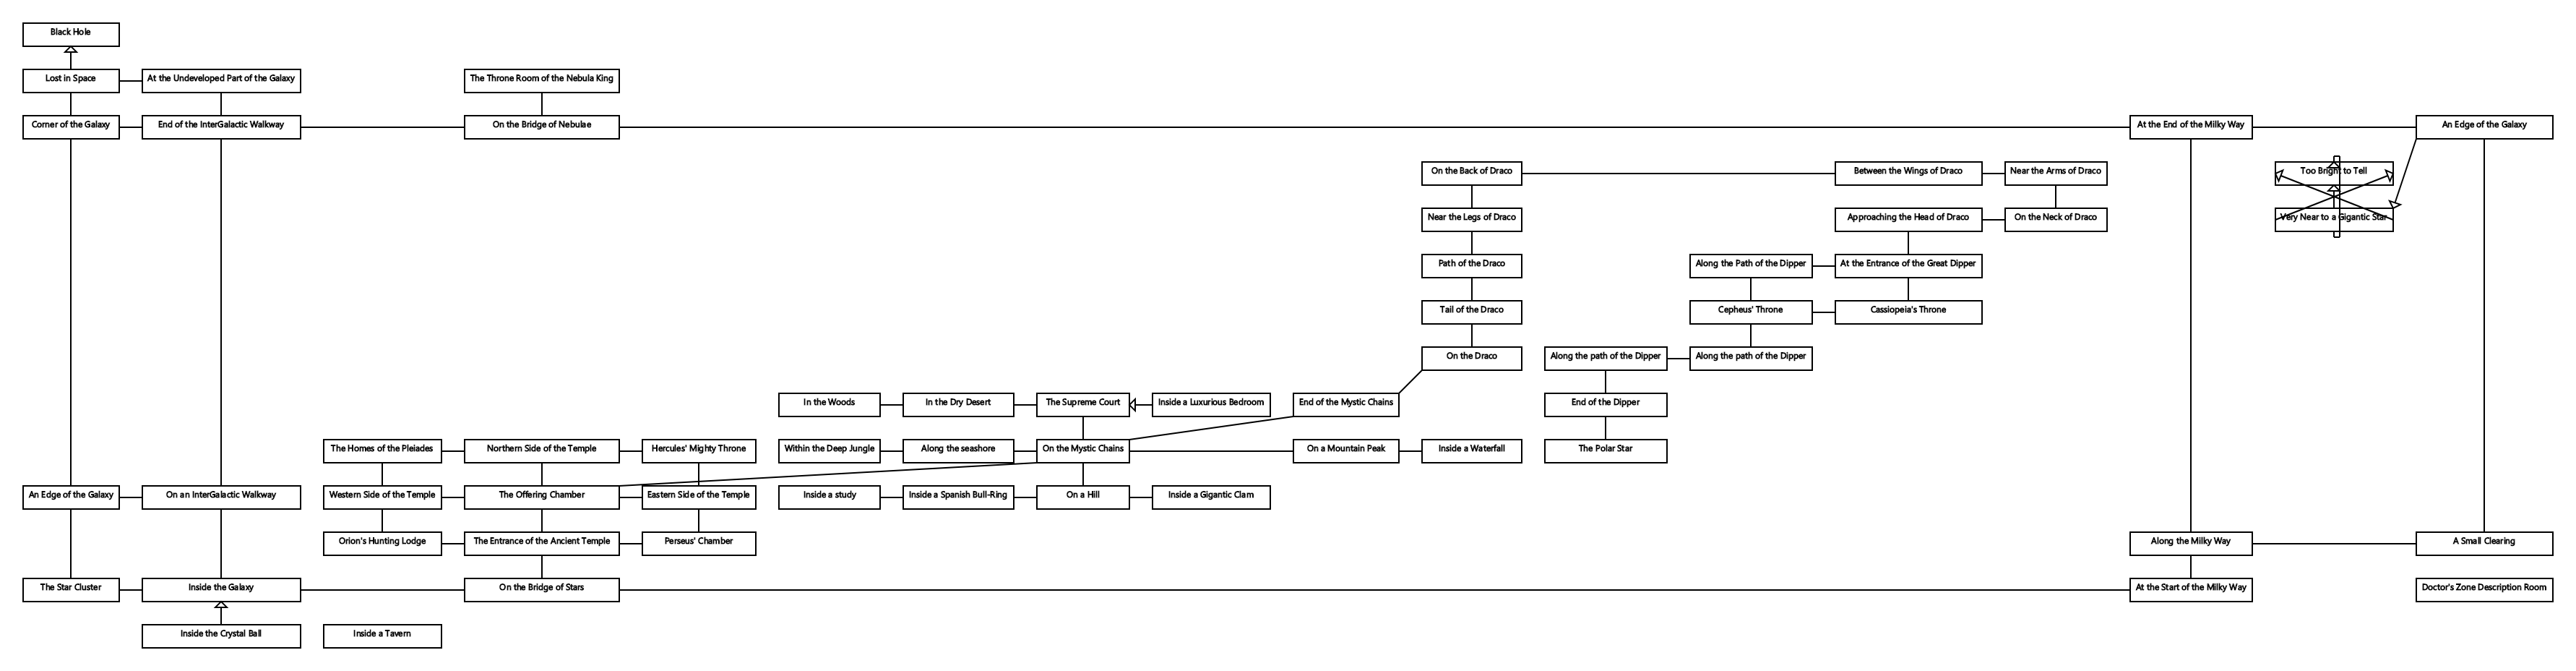 Black Hole
Lost in Space
At the Undeveloped Part of the Galaxy
The Throne Room of the Nebula King
Corner of the Galaxy
End of the InterGalactic Walkway
On the Bridge of Nebulae
At the End of the Milky Way
An Edge of the Galaxy
On the Back of Draco
Between the Wings of Draco
Near the Arms of Draco
Too Bright to Tell
Near the Legs of Draco
Approaching the Head of Draco
On the Neck of Draco
Very Near to a Gigantic Star
Path of the Draco
Along the Path of the Dipper
At the Entrance of the Great Dipper
Tail of the Draco
Cepheus' Throne
Cassiopeia's Throne
On the Draco
Along the path of the Dipper
Along the path of the Dipper
In the Woods
In the Dry Desert
The Supreme Court
Inside a Luxurious Bedroom
End of the Mystic Chains
End of the Dipper
The Homes of the Pleiades
Northern Side of the Temple
Hercules' Mighty Throne
Within the Deep Jungle
Along the seashore
On the Mystic Chains
On a Mountain Peak
Inside a Waterfall
The Polar Star
An Edge of the Galaxy
On an InterGalactic Walkway
Western Side of the Temple
The Offering Chamber
Eastern Side of the Temple
Inside a study
Inside a Spanish Bull-Ring
On a Hill
Inside a Gigantic Clam
Orion's Hunting Lodge
The Entrance of the Ancient Temple
Perseus' Chamber
Along the Milky Way
A Small Clearing
The Star Cluster
Inside the Galaxy
On the Bridge of Stars
At the Start of the Milky Way
Doctor's Zone Description Room
Inside the Crystal Ball
Inside a Tavern